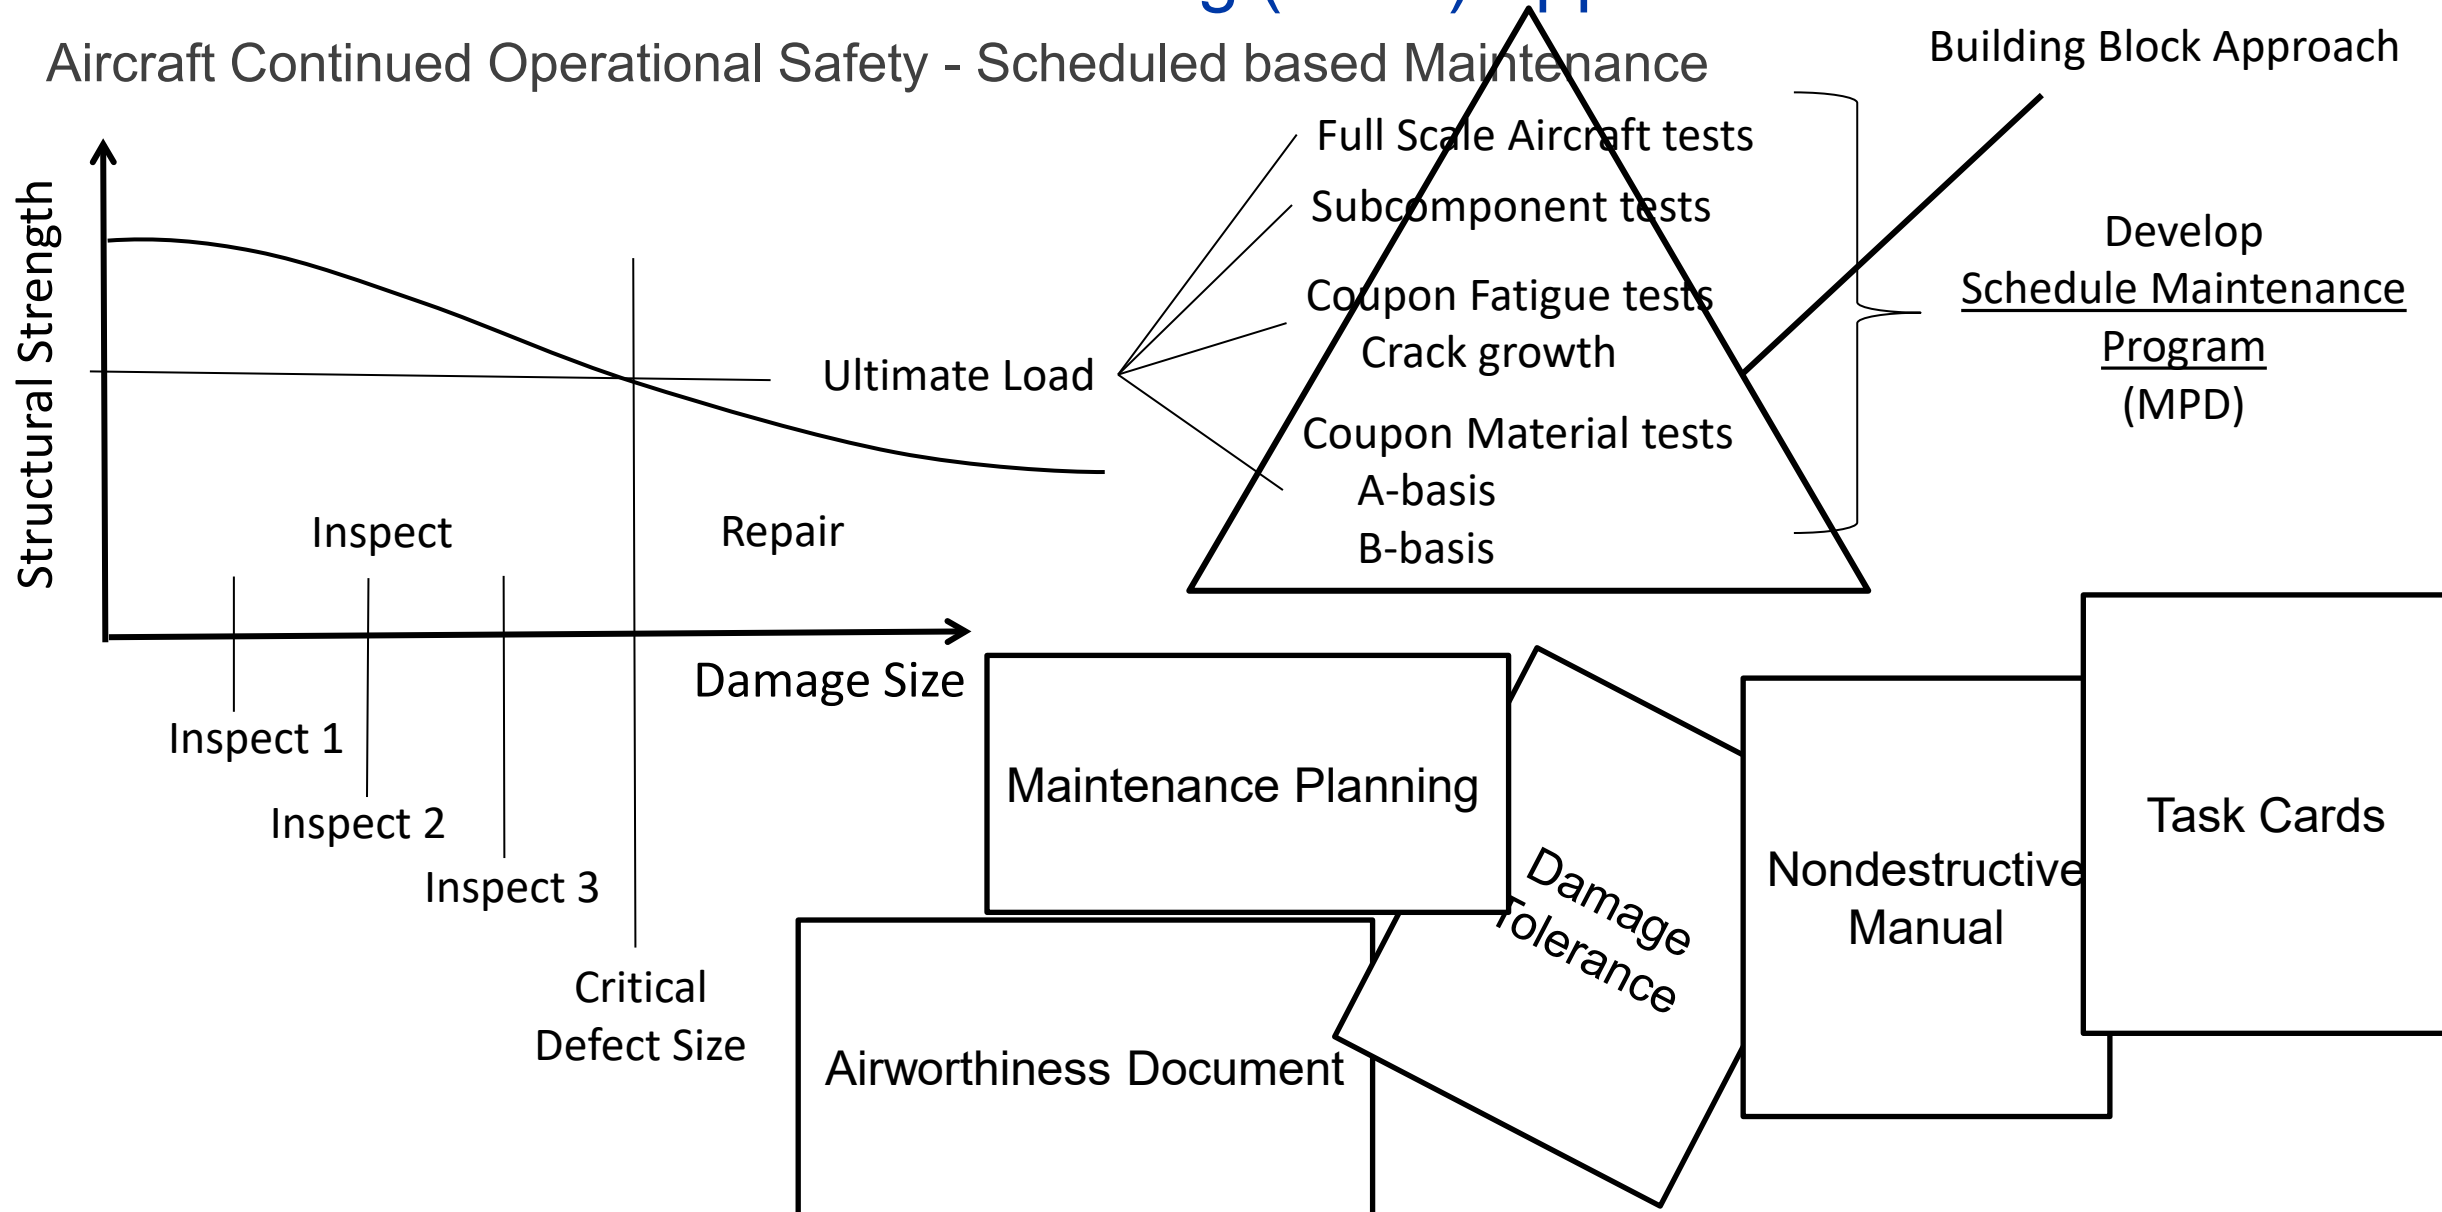 Aircraft Continued Operational Safety - Scheduled based Maintenance
Building Block Approach
Full Scale Aircraft tests
Subcomponent tests
Coupon Fatigue tests
Crack growth
Coupon Material tests
A-basis
B-basis
Develop
Schedule Maintenance
Program
(MPD)
Structural Strength
Ultimate Load
Inspect
Repair
Damage Size
Inspect 1
Inspect 2
Inspect 3
Critical
Defect Size
Maintenance Planning
Airworthiness Document
Damage
Tolerance
Nondestructive
Manual
Task Cards